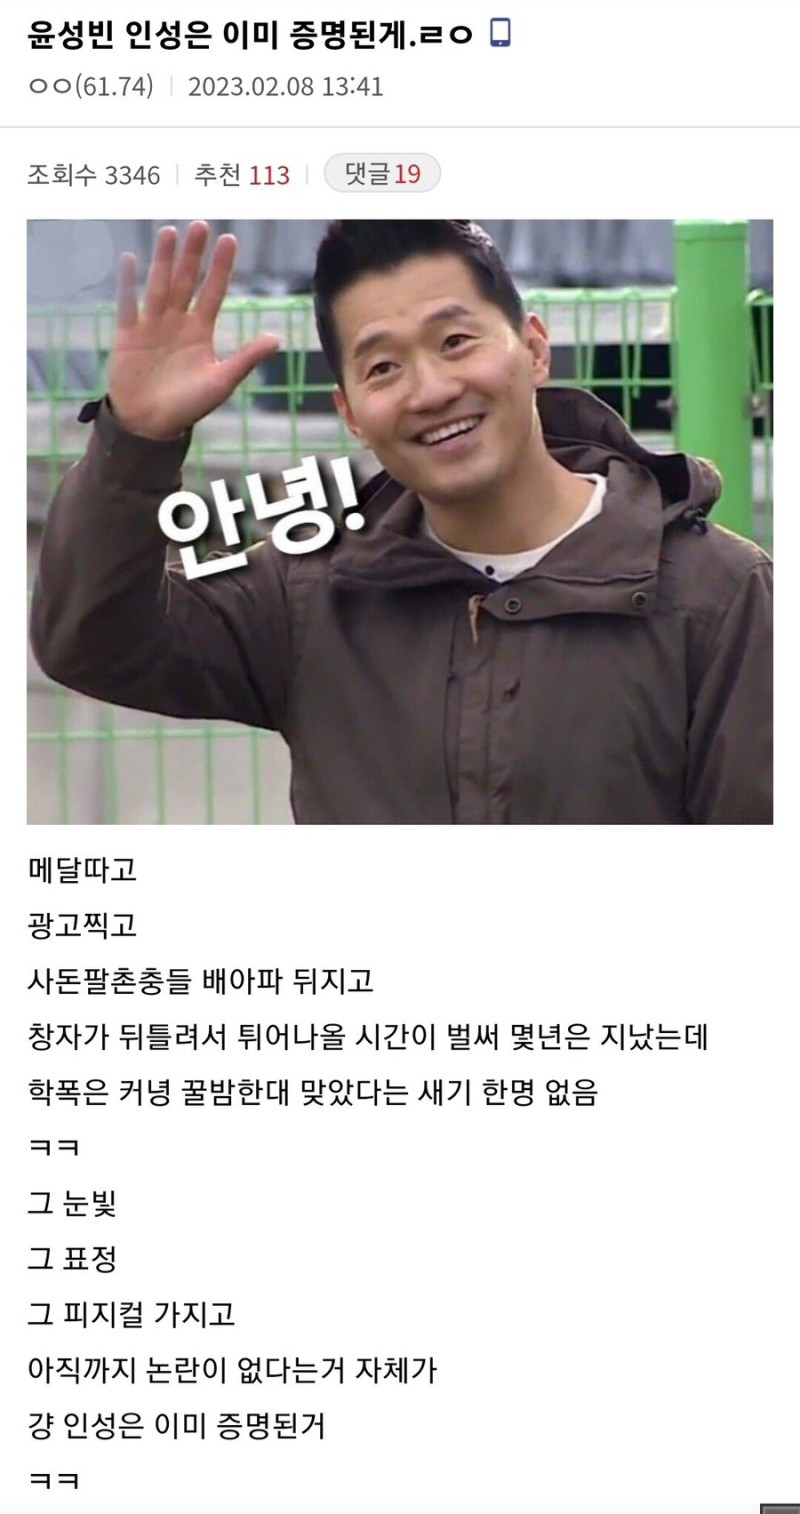 윤성빈 인성은 이미 증명된게.ㄹㅇ
ㅇㅇ(61.74) 2023.02.08 13:41
조회수 3346 추천 113 댓글 19
안녕!
메달따고
광고찍고
사돈팔촌충들 배아파 뒤지고
창자가 뒤틀려서 튀어나올 시간이 벌써 몇년은 지났는데
학폭은 커녕 꿀밤한대 맞았다는 새기 한명 없음
ㅋㅋ
그 눈빛
그 표정
그 피지컬 가지고
아직까지 논란이 없다는거 자체가
걍 인성은 이미 증명된거
ㅋㅋ